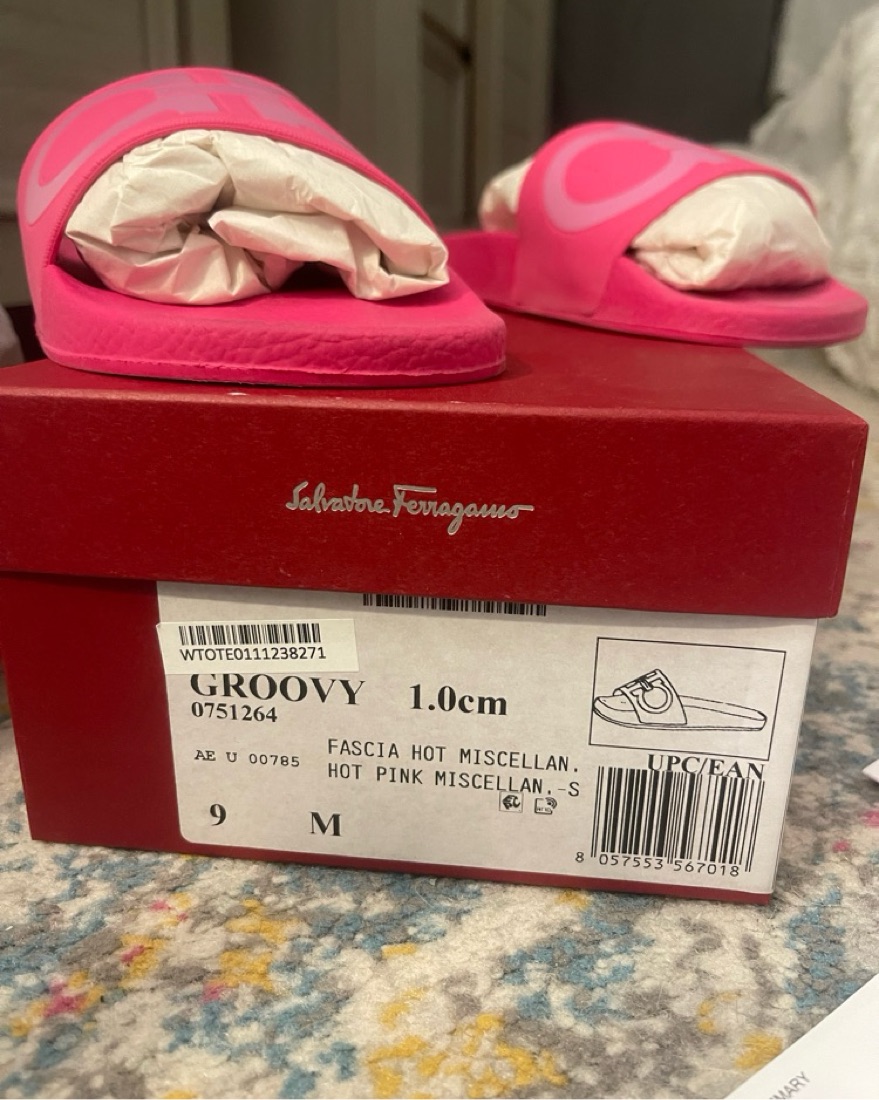 Salvatore Ferragamo
WTOTE0111238271
GROOVY 1.0cm
0751264
AE U 00785
FASCIA HOT MISCELLAN.
HOT PINK MISCELLAN.-S
9 M
UPC/EAN
8 057553 567018